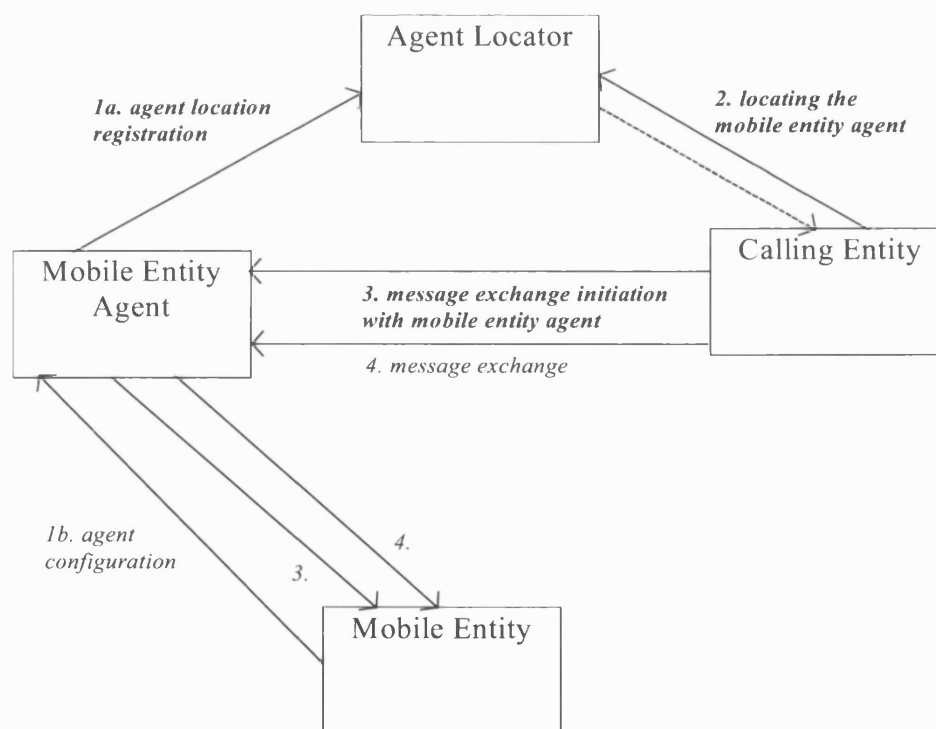 Agent Locator
1a. agent location
registration
2. locating the
mobile entity agent
Mobile Entity
Agent
Calling Entity
3. message exchange initiation
with mobile entity agent
4. message exchange
1b. agent
configuration
3.
4.
Mobile Entity